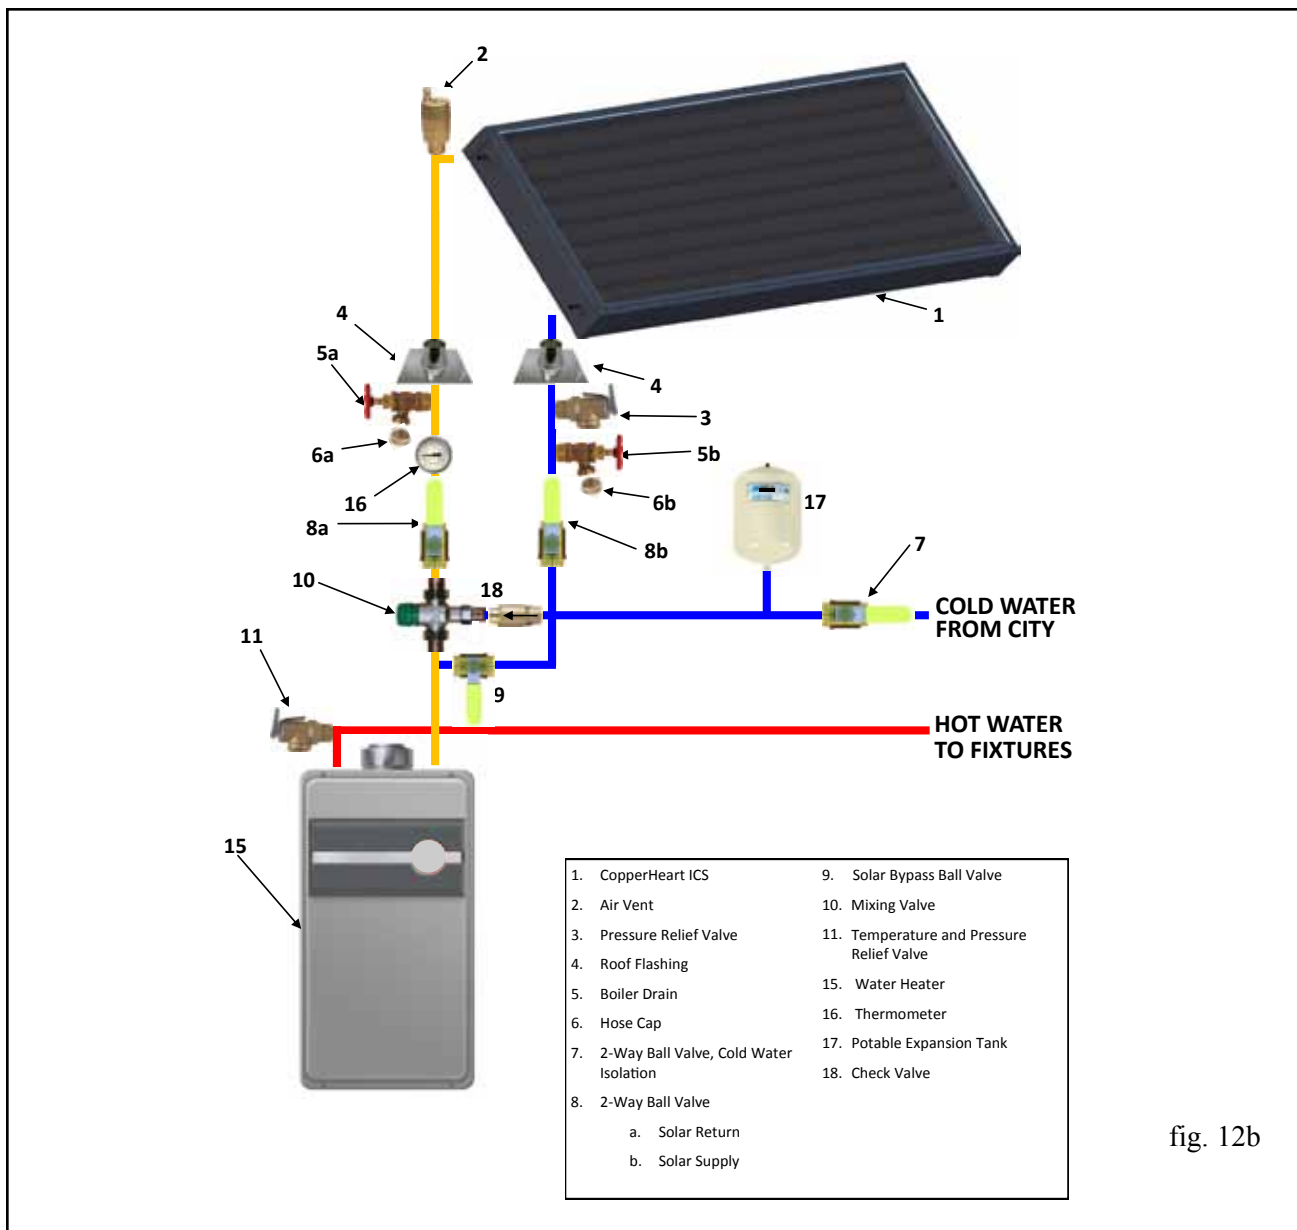 2
1
4
5a
4
3
6a
5b
16
6b
17
8a
8b
7
10
18
COLD WATER
FROM CITY
11
9
HOT WATER
TO FIXTURES
15
1. CopperHeart ICS
2. Air Vent
3. Pressure Relief Valve
4. Roof Flashing
5. Boiler Drain
6. Hose Cap
7. 2-Way Ball Valve, Cold Water
Isolation
8. 2-Way Ball Valve
a. Solar Return
b. Solar Supply
9. Solar Bypass Ball Valve
10. Mixing Valve
11. Temperature and Pressure
Relief Valve
15. Water Heater
16. Thermometer
17. Potable Expansion Tank
18. Check Valve
fig. 12b